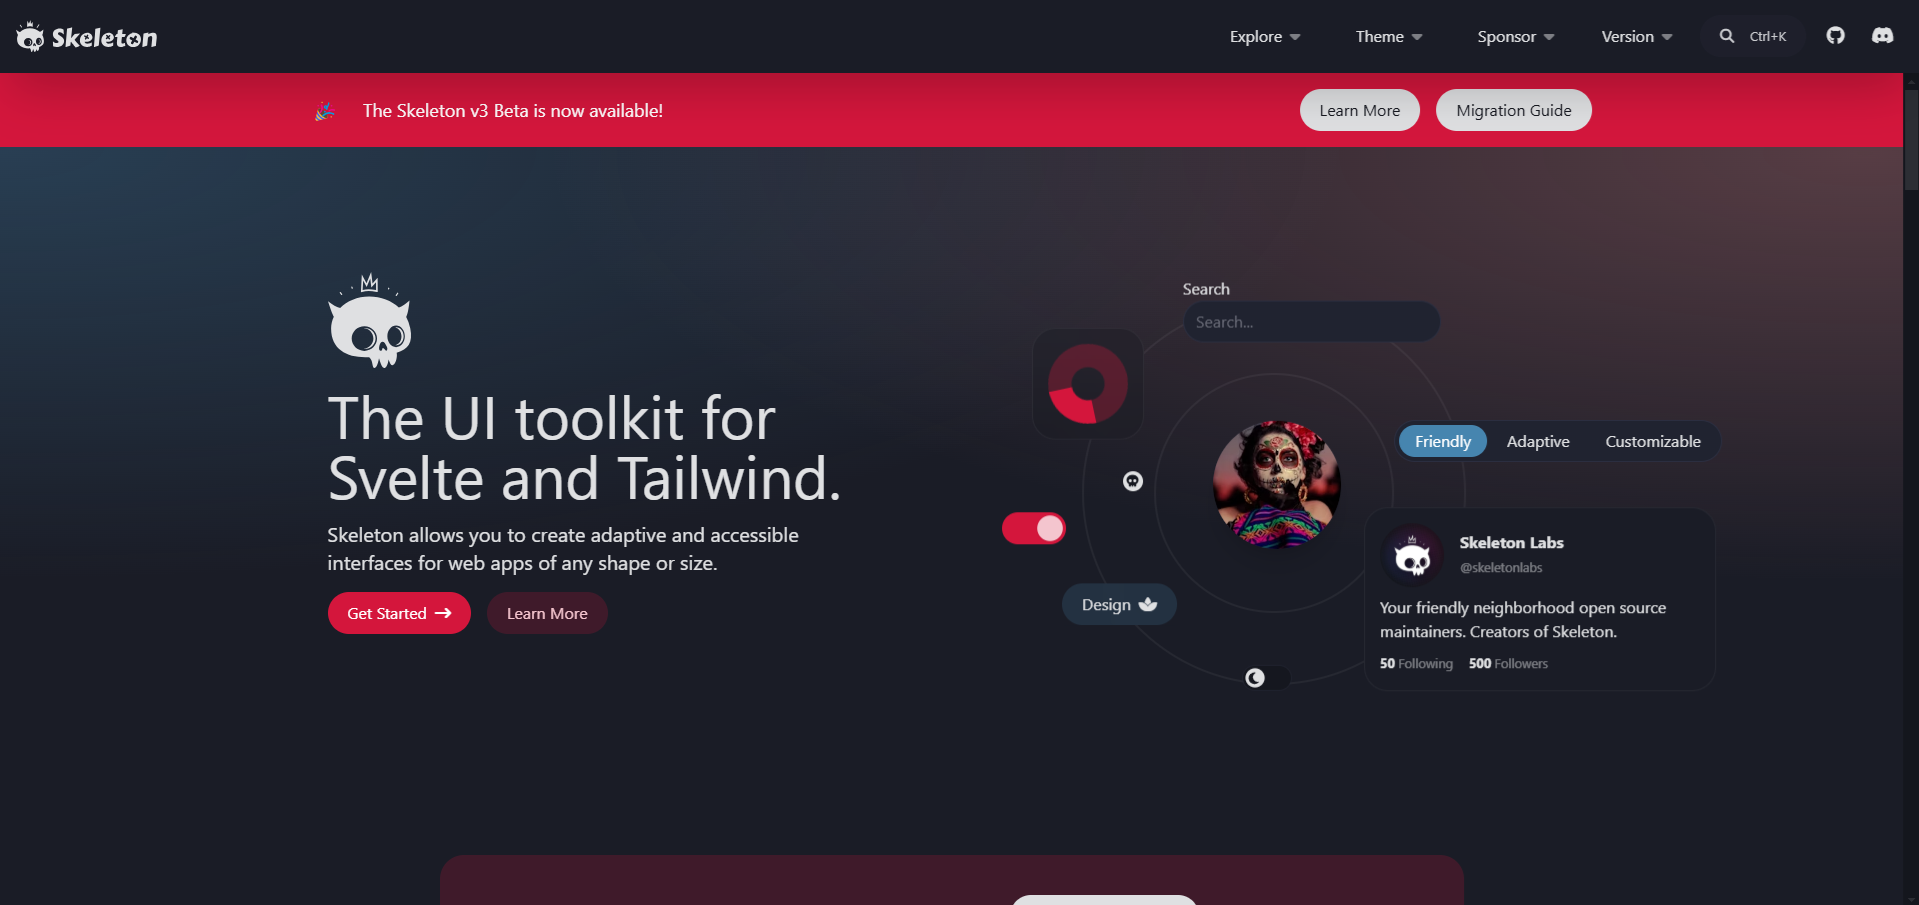 Skeleton
Explore
Theme
Sponsor
Version
Ctrl+K
The Skeleton v3 Beta is now available!
Learn More
Migration Guide
The UI toolkit for
Svelte and Tailwind.
Skeleton allows you to create adaptive and accessible
interfaces for web apps of any shape or size.
Get Started
Learn More
Search
Search...
Friendly
Adaptive
Customizable
Design
Skeleton Labs
@skeletonlabs
Your friendly neighborhood open source
maintainers. Creators of Skeleton.
50 Following 500 Followers